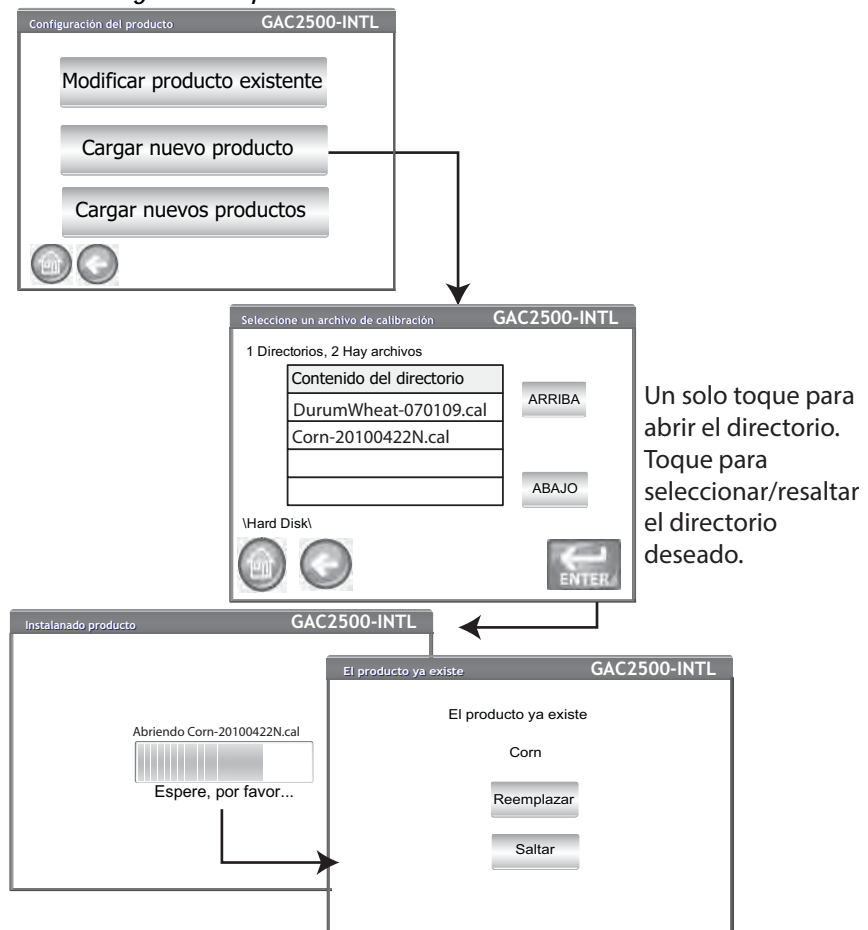 Configuración del producto GAC2500-INTL
Modificar producto existente
Cargar nuevo producto
Cargar nuevos productos
Seleccione un archivo de calibración GAC2500-INTL
1 Directorios, 2 Hay archivos
Contenido del directorio
DurumWheat-070109.cal
Corn-20100422N.cal
ARRIBA
ABAJO
\Hard Disk\
ENTER
Un solo toque para
abrir el directorio.
Toque para
seleccionar/resaltar
el directorio
deseado.
Instalanado producto GAC2500-INTL
Abriendo Corn-20100422N.cal
Espere, por favor...
El producto ya existe GAC2500-INTL
El producto ya existe
Corn
Reemplazar
Saltar